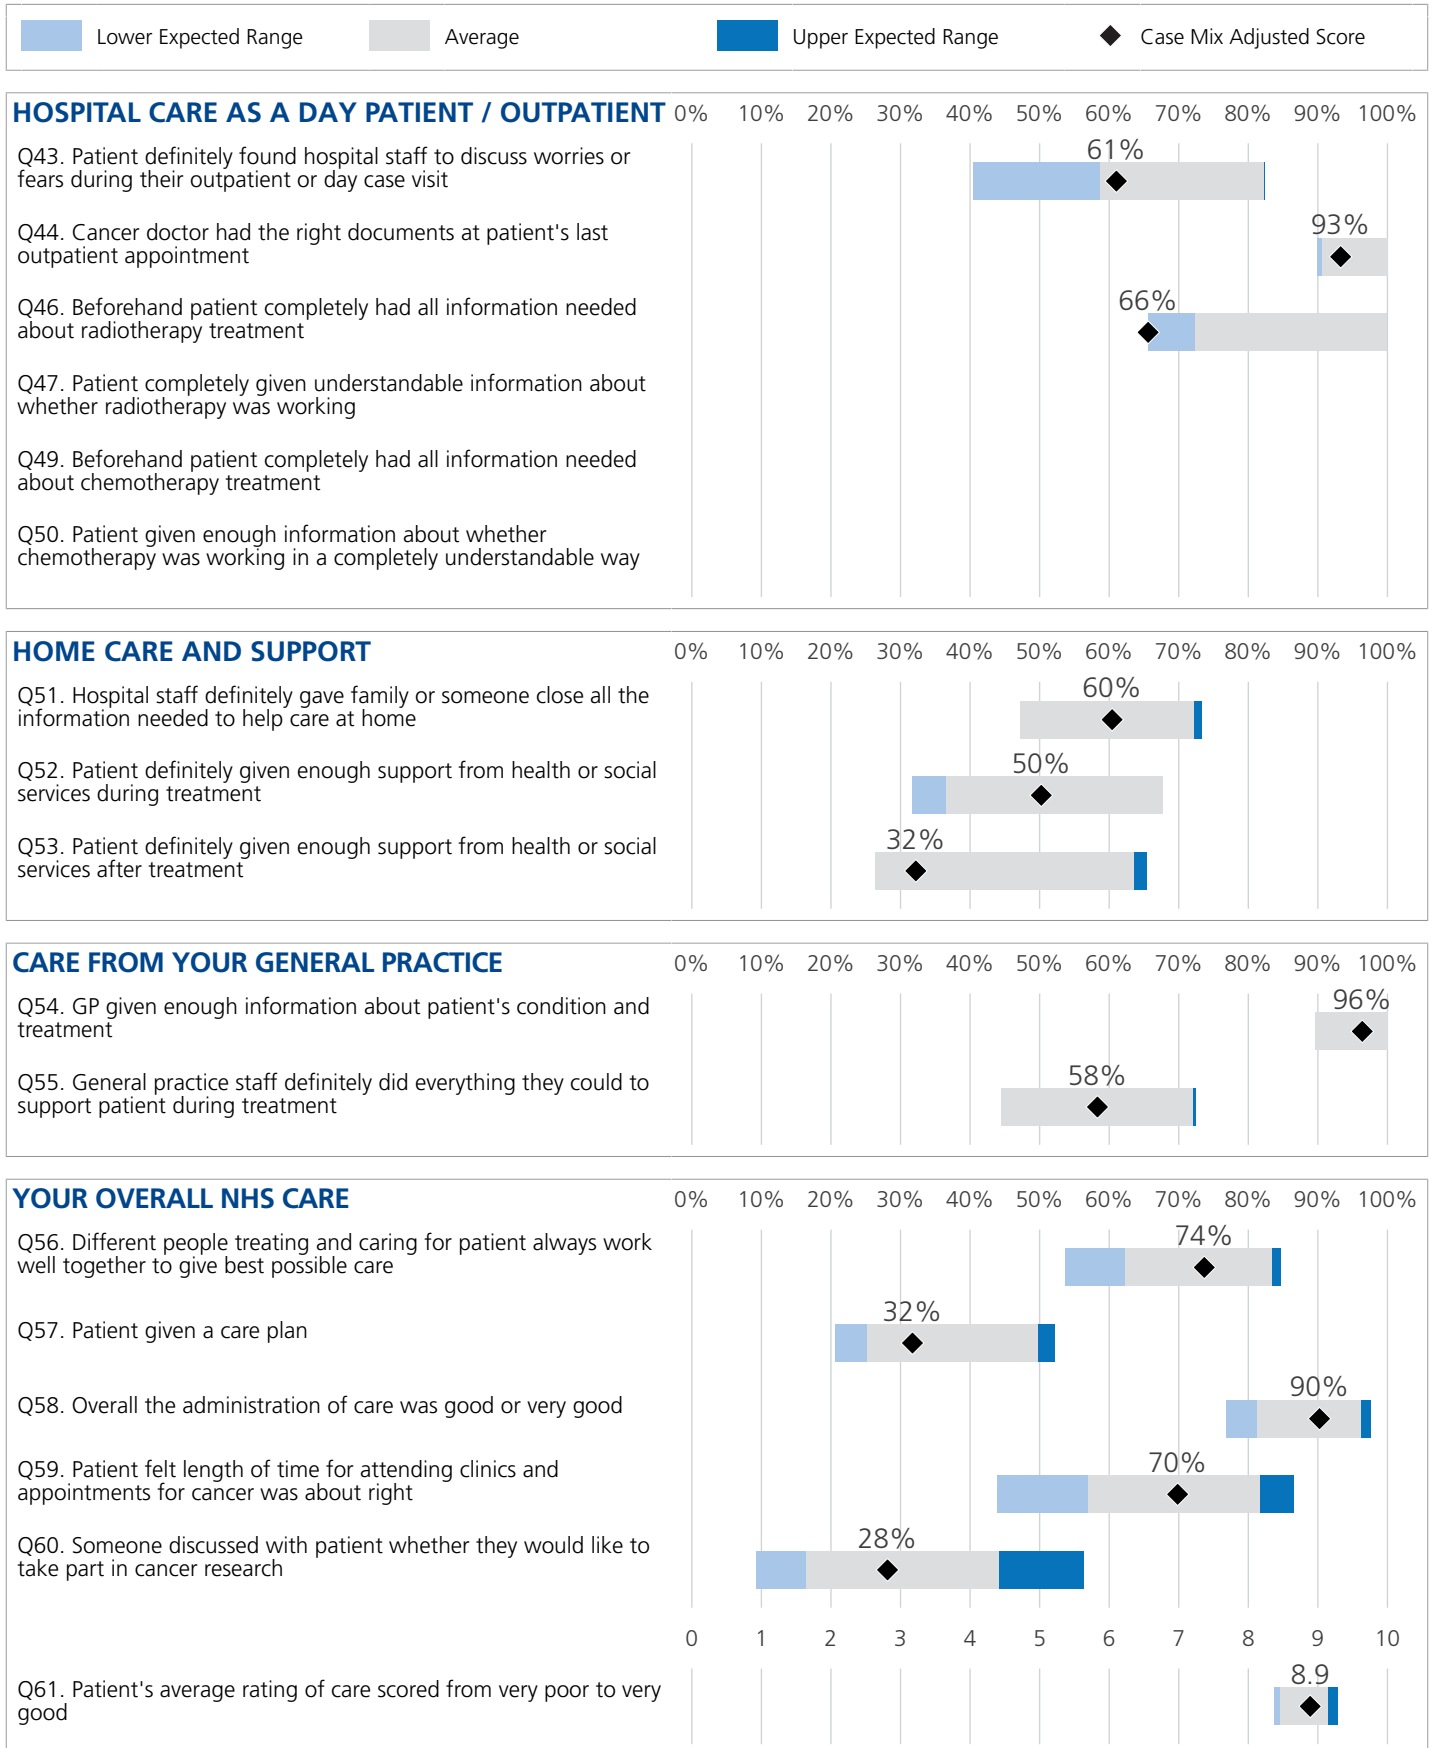 Lower Expected Range Average Upper Expected Range Case Mix Adjusted Score
HOSPITAL CARE AS A DAY PATIENT / OUTPATIENT 0% 10% 20% 30% 40% 50% 60% 70% 80% 90% 100%
Q43. Patient definitely found hospital staff to discuss worries or
fears during their outpatient or day case visit
61%
Q44. Cancer doctor had the right documents at patient's last
outpatient appointment
93%
Q46. Beforehand patient completely had all information needed
about radiotherapy treatment
66%
Q47. Patient completely given understandable information about
whether radiotherapy was working
Q49. Beforehand patient completely had all information needed
about chemotherapy treatment
Q50. Patient given enough information about whether
chemotherapy was working in a completely understandable way
HOME CARE AND SUPPORT 0% 10% 20% 30% 40% 50% 60% 70% 80% 90% 100%
Q51. Hospital staff definitely gave family or someone close all the
information needed to help care at home
60%
Q52. Patient definitely given enough support from health or social
services during treatment
50%
Q53. Patient definitely given enough support from health or social
services after treatment
32%
CARE FROM YOUR GENERAL PRACTICE 0% 10% 20% 30% 40% 50% 60% 70% 80% 90% 100%
Q54. GP given enough information about patient's condition and
treatment
96%
Q55. General practice staff definitely did everything they could to
support patient during treatment
58%
YOUR OVERALL NHS CARE 0% 10% 20% 30% 40% 50% 60% 70% 80% 90% 100%
Q56. Different people treating and caring for patient always work
well together to give best possible care
74%
Q57. Patient given a care plan
32%
Q58. Overall the administration of care was good or very good
90%
Q59. Patient felt length of time for attending clinics and
appointments for cancer was about right
70%
Q60. Someone discussed with patient whether they would like to
take part in cancer research
28%
0 1 2 3 4 5 6 7 8 9 10
Q61. Patient's average rating of care scored from very poor to very
good
8.9